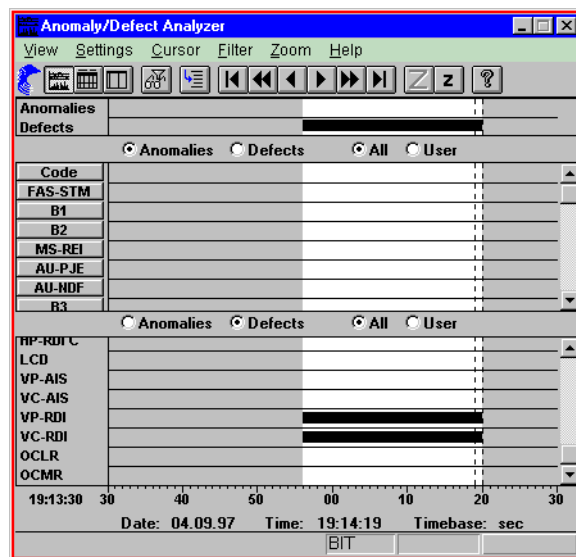 Anomaly/Defect Analyzer
View Settings Cursor Filter Zoom Help
Z z ?
Anomalies
Defects
Anomalies Defects All User
Code
FAS-STM
B1
B2
MS-REI
AU-PJE
AU-NDF
B3
Anomalies Defects All User
HP-RDI C
LCD
VP-AIS
VC-AIS
VP-RDI
VC-RDI
OCLR
OCMR
19:13:30 30 40 50 00 10 20 30
Date: 04.09.97 Time: 19:14:19 Timebase: sec
BIT